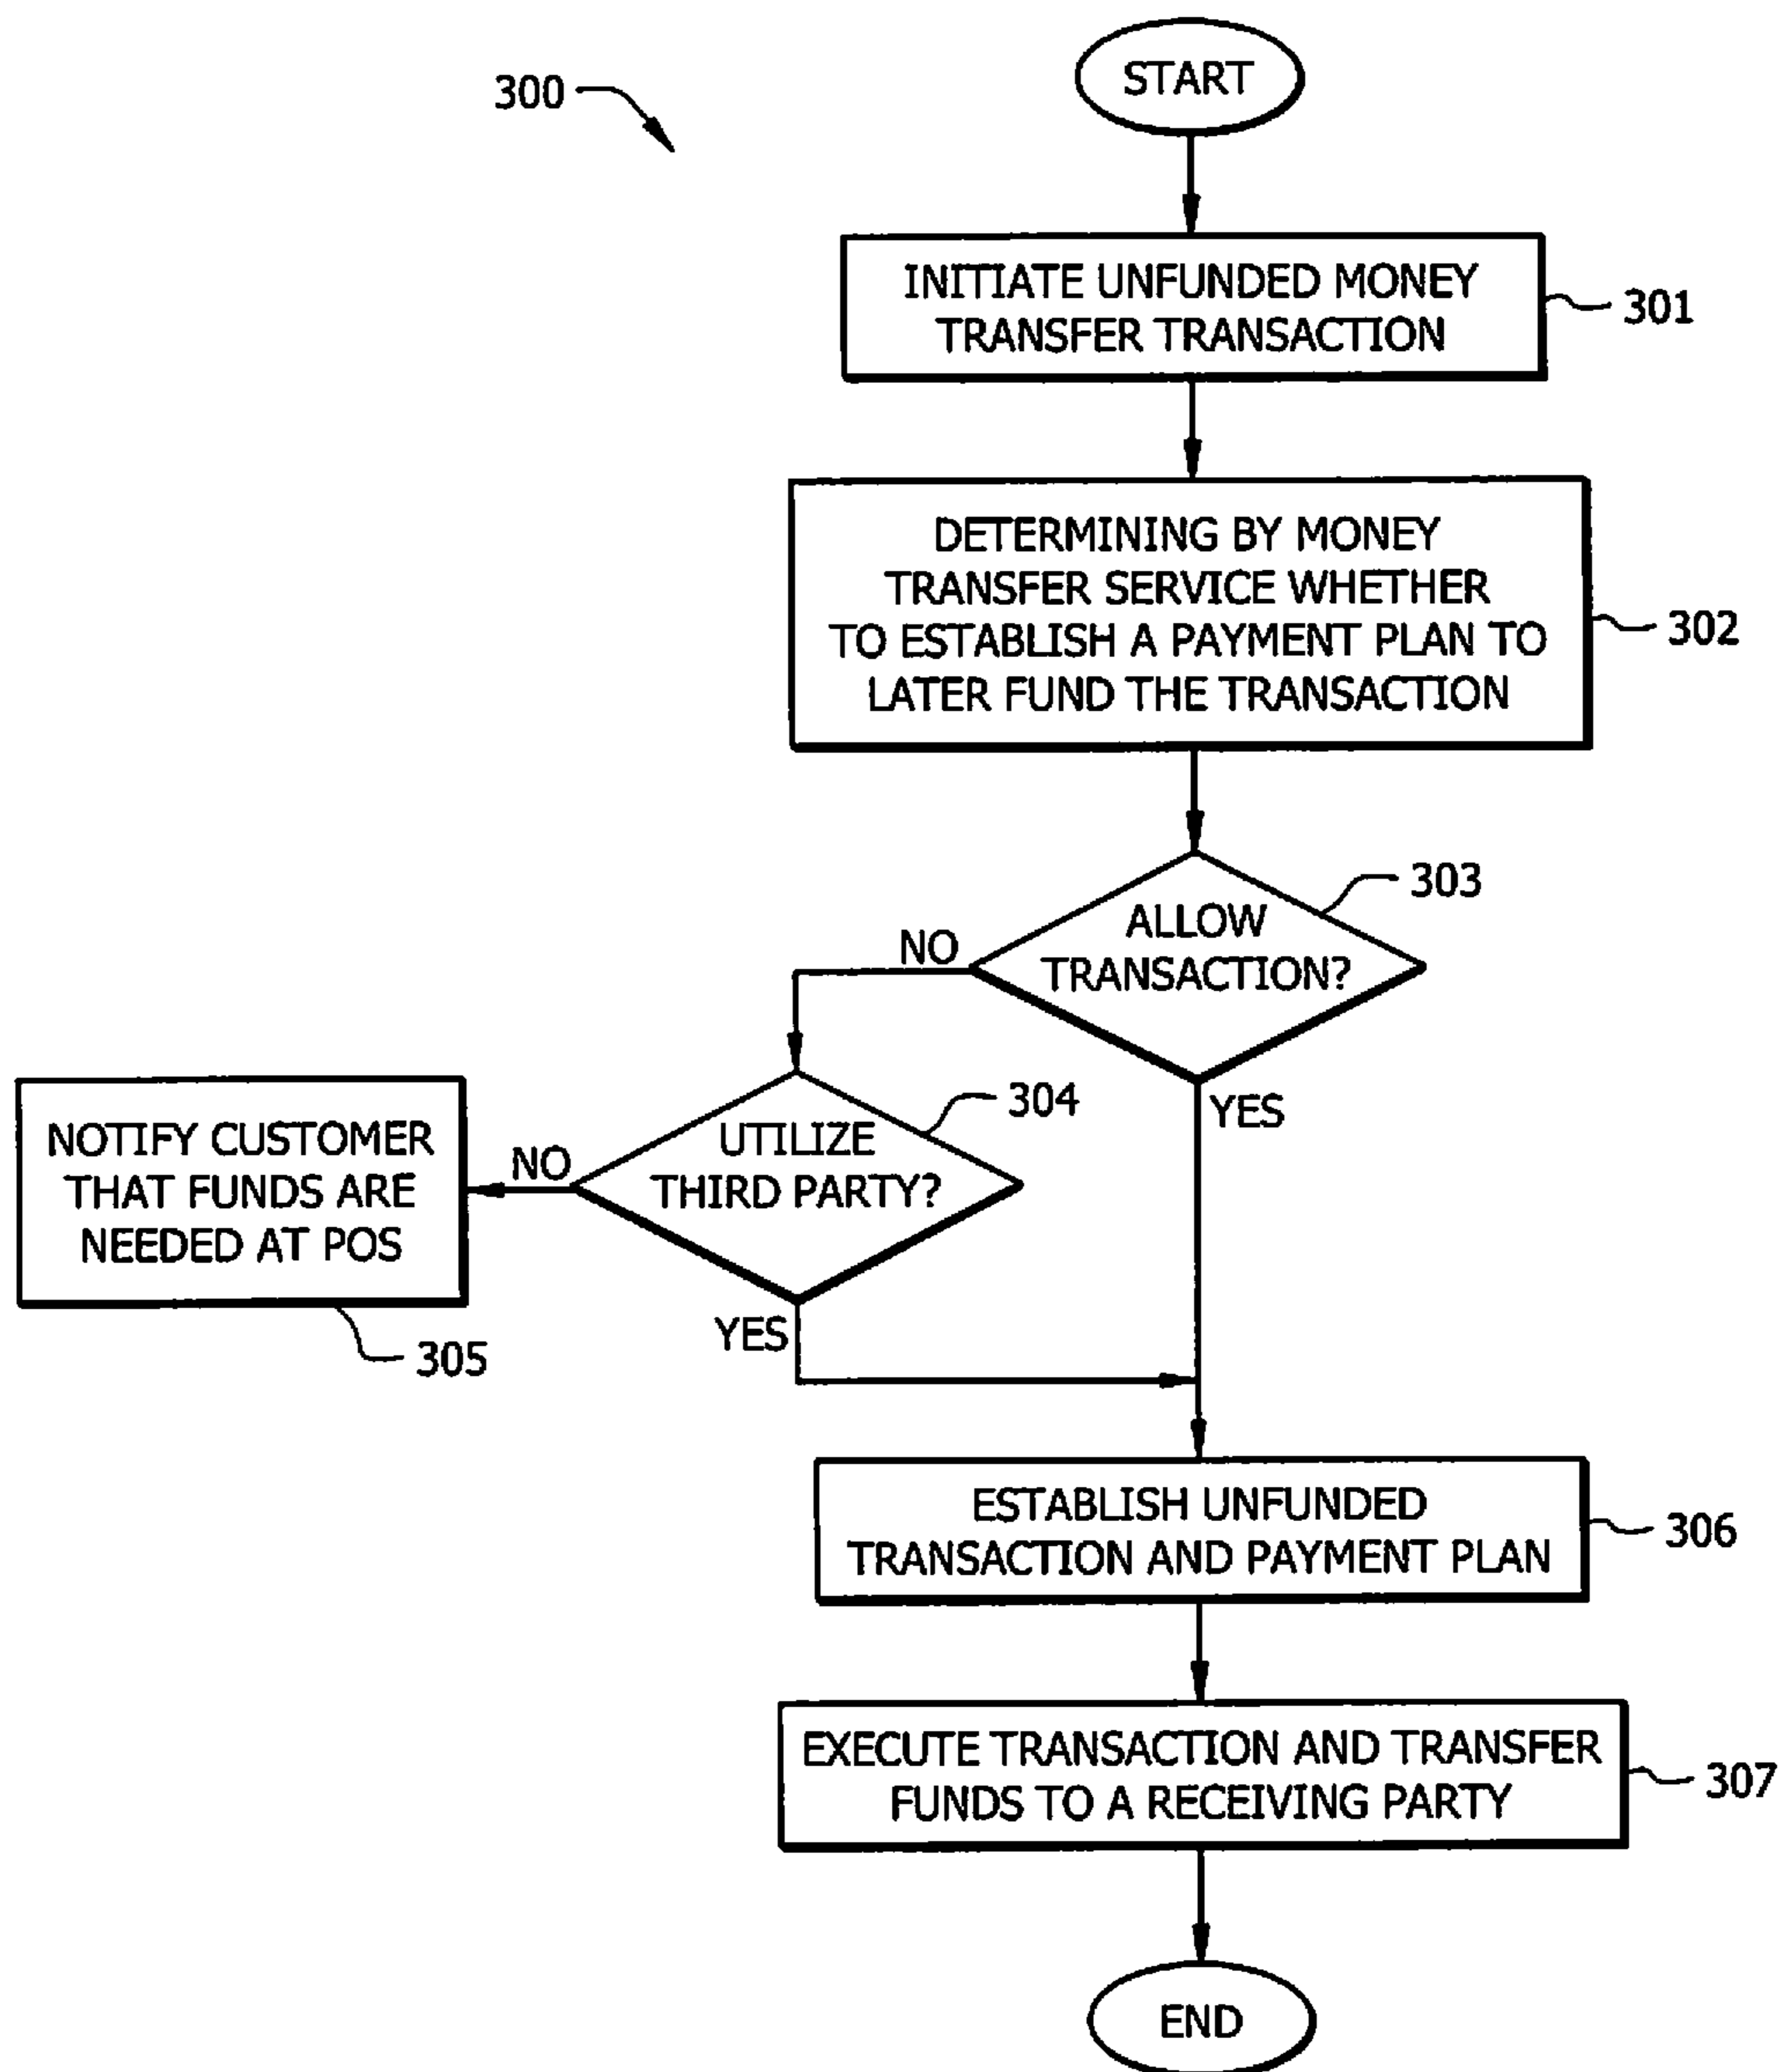 START
300
INITIATE UNFUNDED MONEY
TRANSFER TRANSACTION
301
DETERMINING BY MONEY
TRANSFER SERVICE WHETHER
TO ESTABLISH A PAYMENT PLAN TO
LATER FUND THE TRANSACTION
302
303
ALLOW
TRANSACTION?
NO
YES
304
UTILIZE
THIRD PARTY?
NO
YES
NOTIFY CUSTOMER
THAT FUNDS ARE
NEEDED AT POS
305
ESTABLISH UNFUNDED
TRANSACTION AND PAYMENT PLAN
306
EXECUTE TRANSACTION AND TRANSFER
FUNDS TO A RECEIVING PARTY
307
END